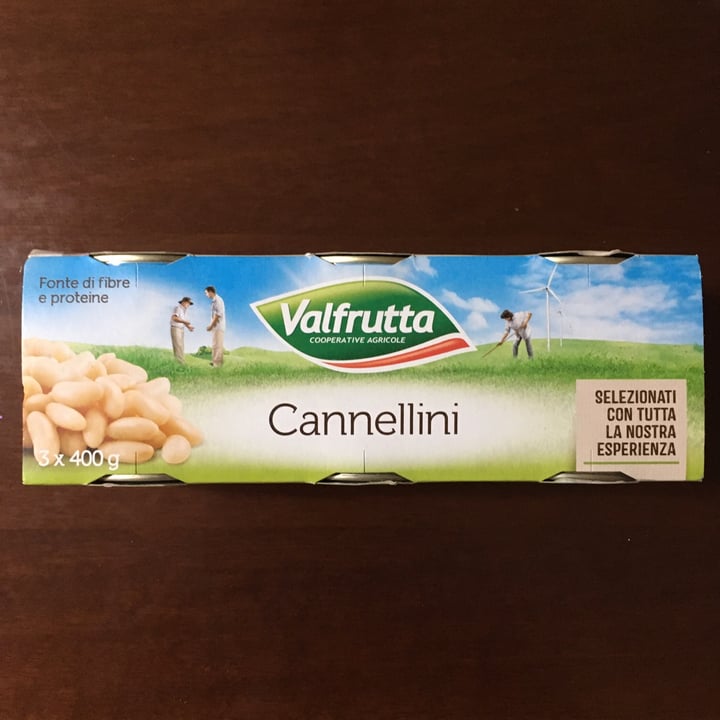 Fonte di fibre
e proteine
Valfrutta
COOPERATIVE AGRICOLE
Cannellini
SELEZIONATI
CON TUTTA
LA NOSTRA
ESPERIENZA
3 x 400 g